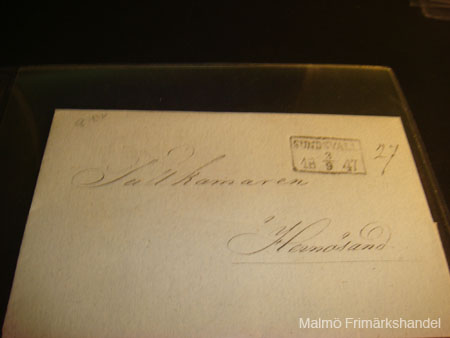 SUNDSVALL
3
18 9 47
27
Tullkamaren
Hernösand
Malmö Frimärkshandel